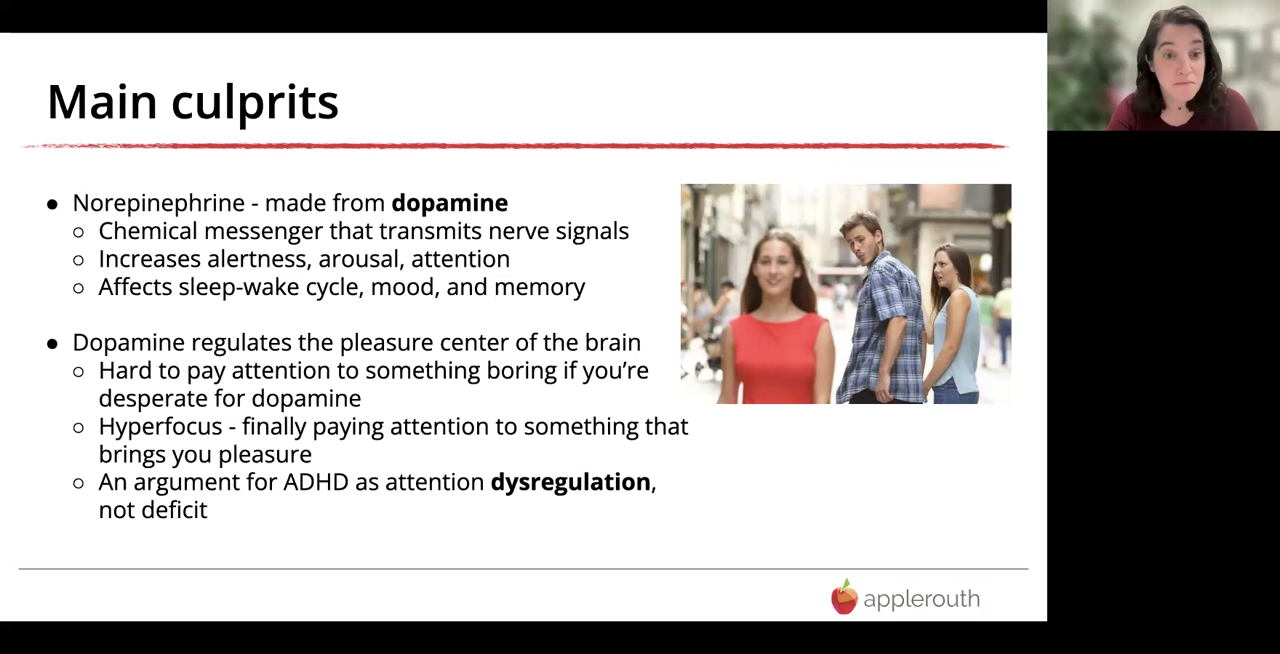 Main culprits
● Norepinephrine - made from dopamine
○ Chemical messenger that transmits nerve signals
○ Increases alertness, arousal, attention
○ Affects sleep-wake cycle, mood, and memory
● Dopamine regulates the pleasure center of the brain
○ Hard to pay attention to something boring if you’re
desperate for dopamine
○ Hyperfocus - finally paying attention to something that
brings you pleasure
○ An argument for ADHD as attention dysregulation,
not deficit
applerouth